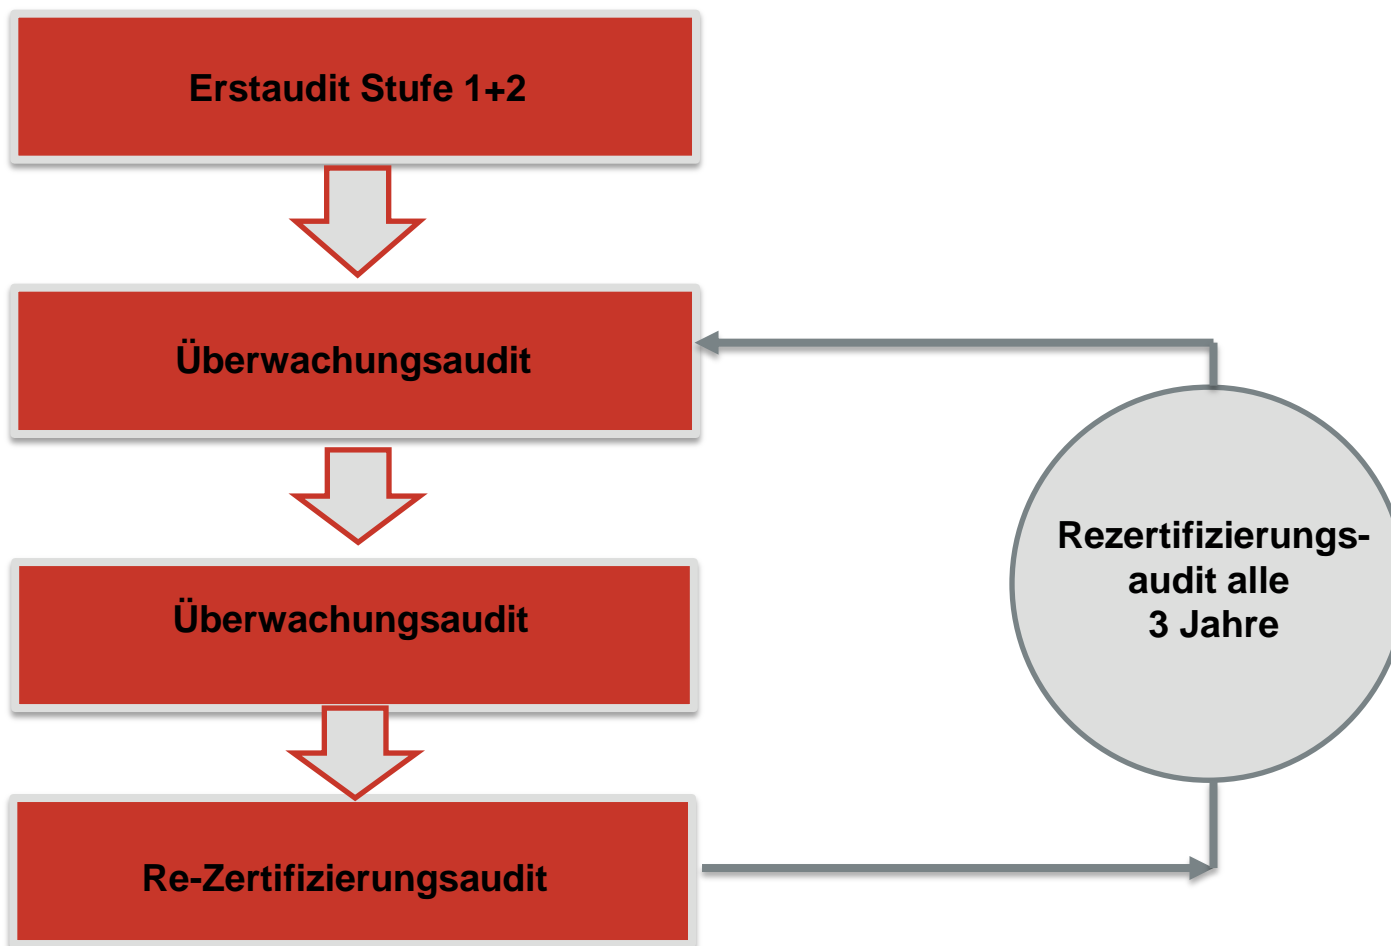 Erstaudit Stufe 1+2
Überwachungsaudit
Überwachungsaudit
Re-Zertifizierungsaudit
Rezertifizierungs-
audit alle
3 Jahre